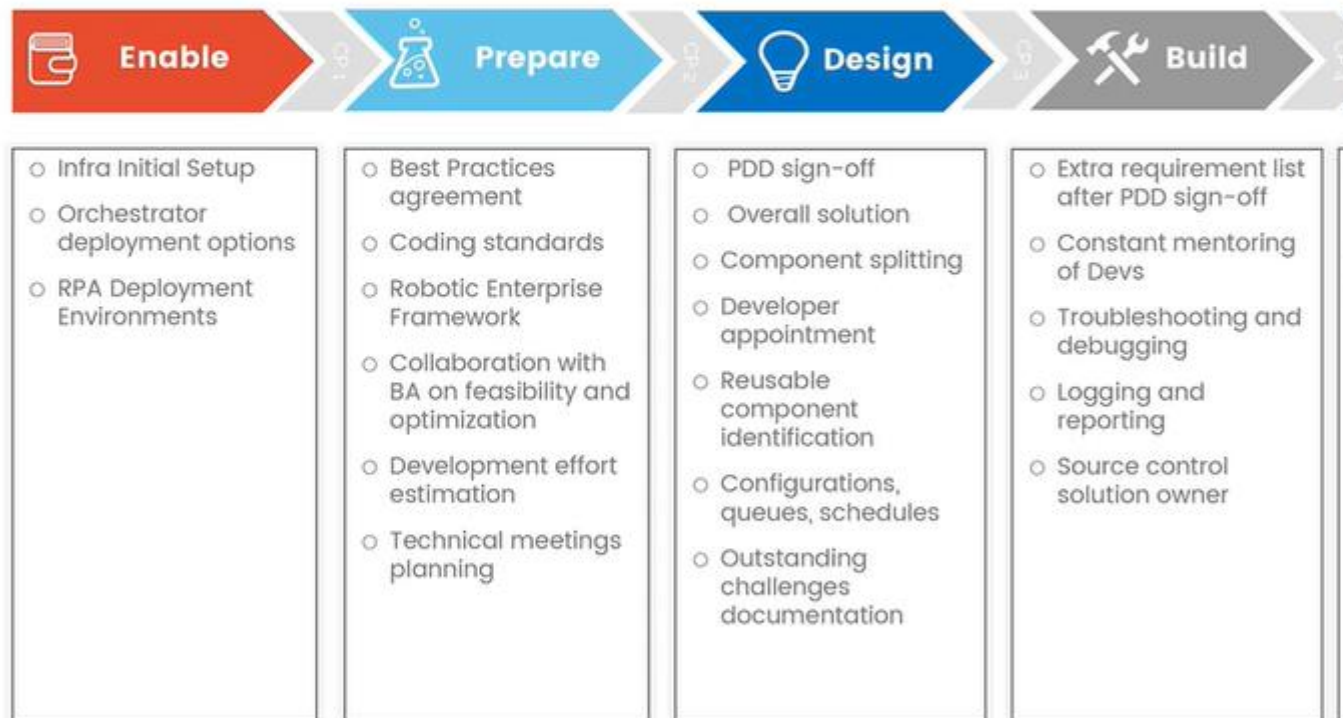 Enable
Prepare
Design
Build
Infra Initial Setup
Orchestrator
deployment options
RPA Deployment
Environments
Best Practices
agreement
Coding standards
Robotic Enterprise
Framework
Collaboration with
BA on feasibility and
optimization
Development effort
estimation
Technical meetings
planning
PDD sign-off
Overall solution
Component splitting
Developer
appointment
Reusable
component
identification
Configurations,
queues, schedules
Outstanding
challenges
documentation
Extra requirement list
after PDD sign-off
Constant mentoring
of Devs
Troubleshooting and
debugging
Logging and
reporting
Source control
solution owner